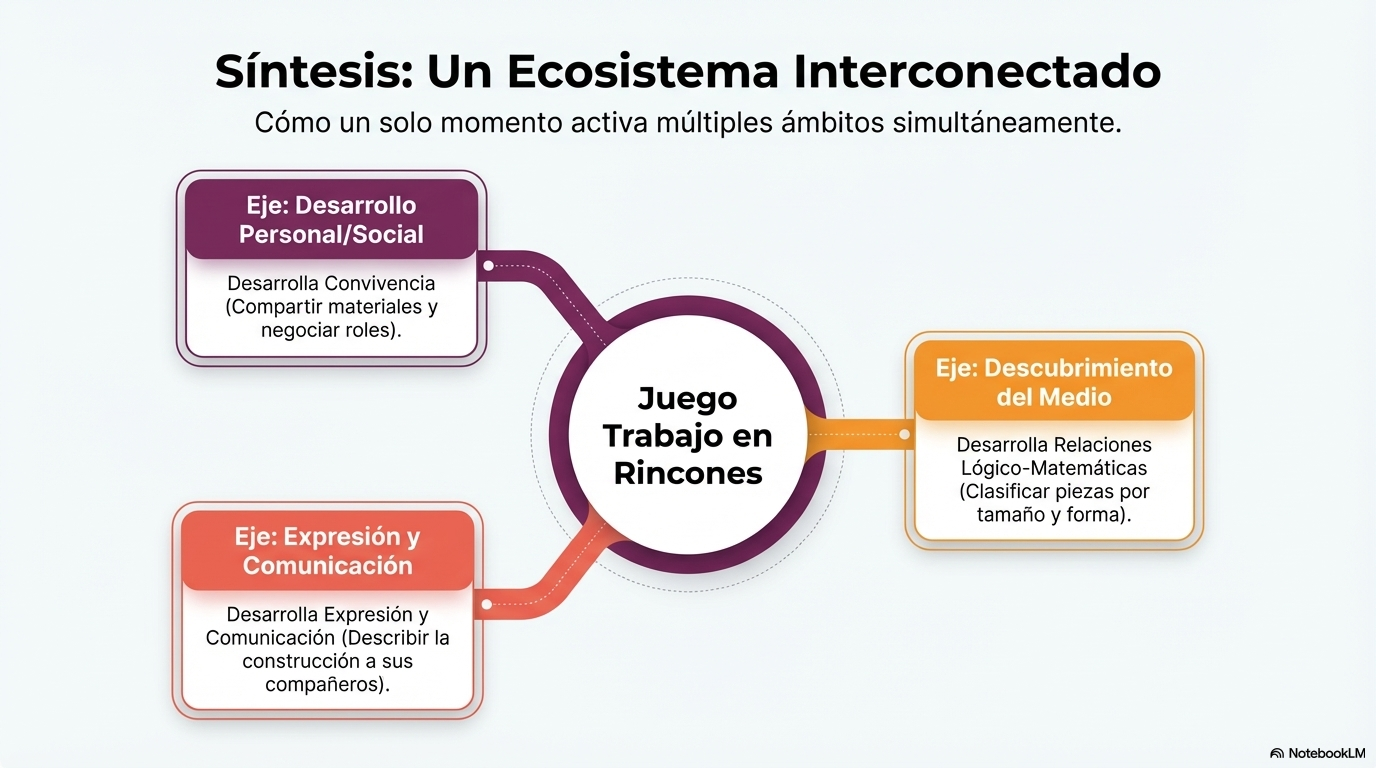 Síntesis: Un Ecosistema Interconectado
Cómo un solo momento activa múltiples ámbitos simultáneamente.
Eje: Desarrollo
Personal/Social
Desarrolla Convivencia
(Compartir materiales y
negociar roles).
Juego
Trabajo en
Rincones
Eje: Descubrimiento
del Medio
Desarrolla Relaciones
Lógico-Matemáticas
(Clasificar piezas por
tamaño y forma).
Eje: Expresión y
Comunicación
Desarrolla Expresión y
Comunicación (Describir la
construcción a sus
compañeros).
NotebookLM